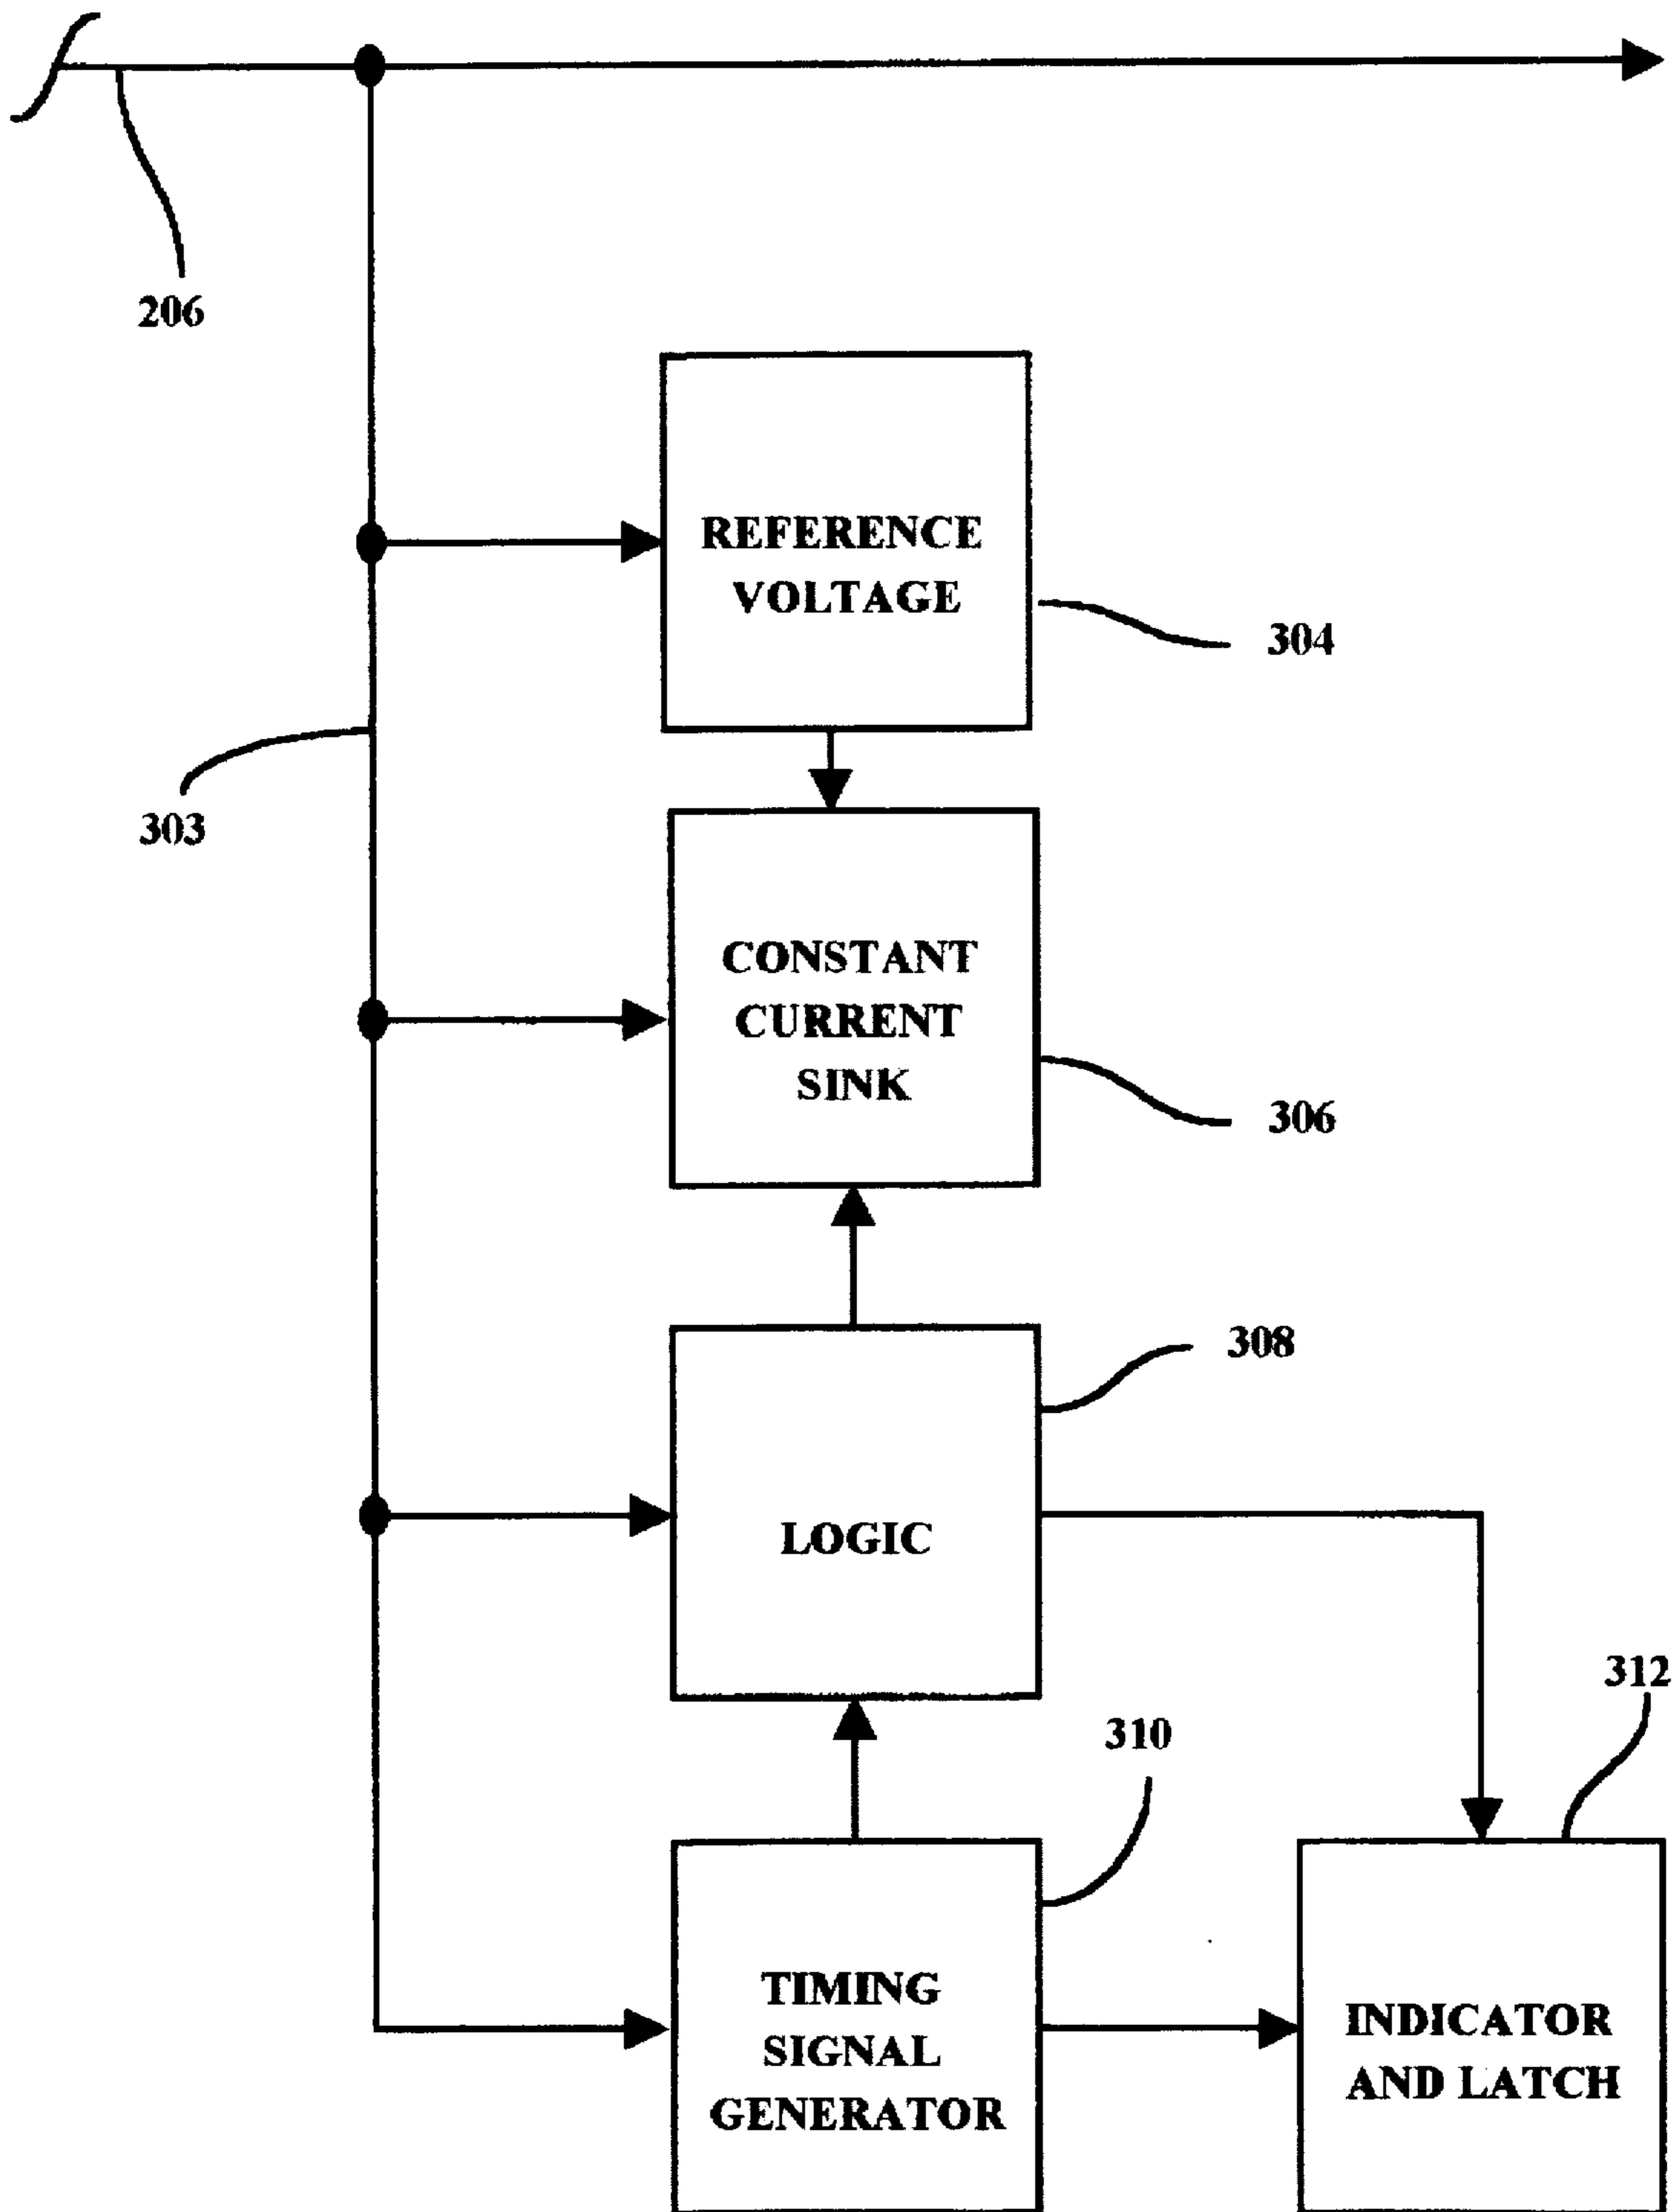 206
REFERENCE
VOLTAGE
304
303
CONSTANT
CURRENT
SINK
306
308
LOGIC
312
310
TIMING
SIGNAL
GENERATOR
INDICATOR
AND LATCH